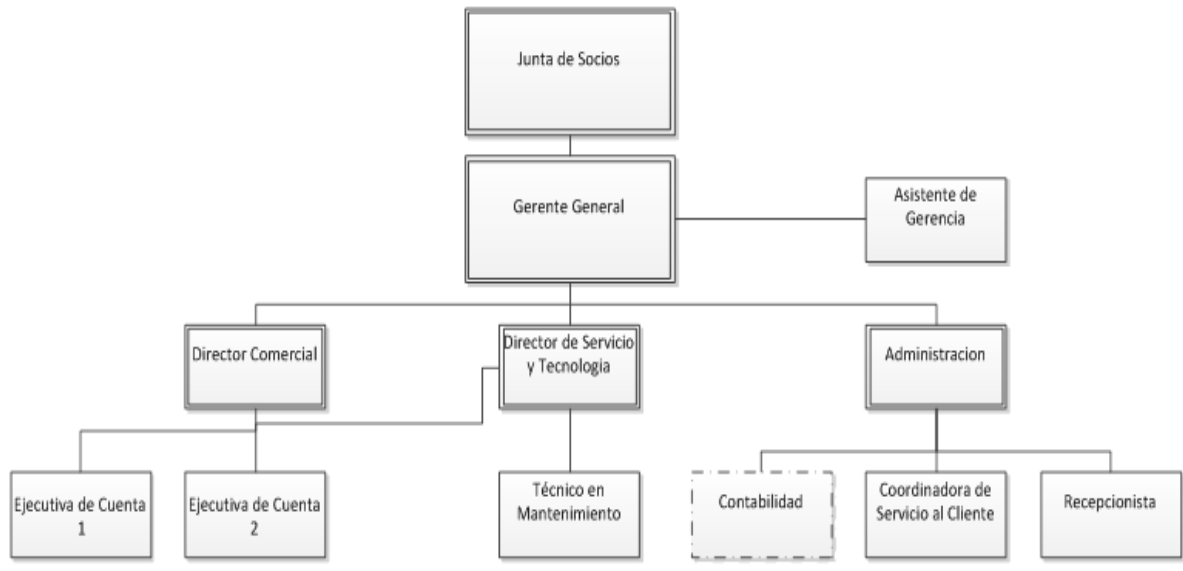 Junta de Socios
Gerente General
Asistente de
Gerencia
Director Comercial
Director de Servicio
y Tecnologia
Administracion
Ejecutiva de Cuenta
1
Ejecutiva de Cuenta
2
Técnico en
Mantenimiento
Contabilidad
Coordinadora de
Servicio al Cliente
Recepcionista